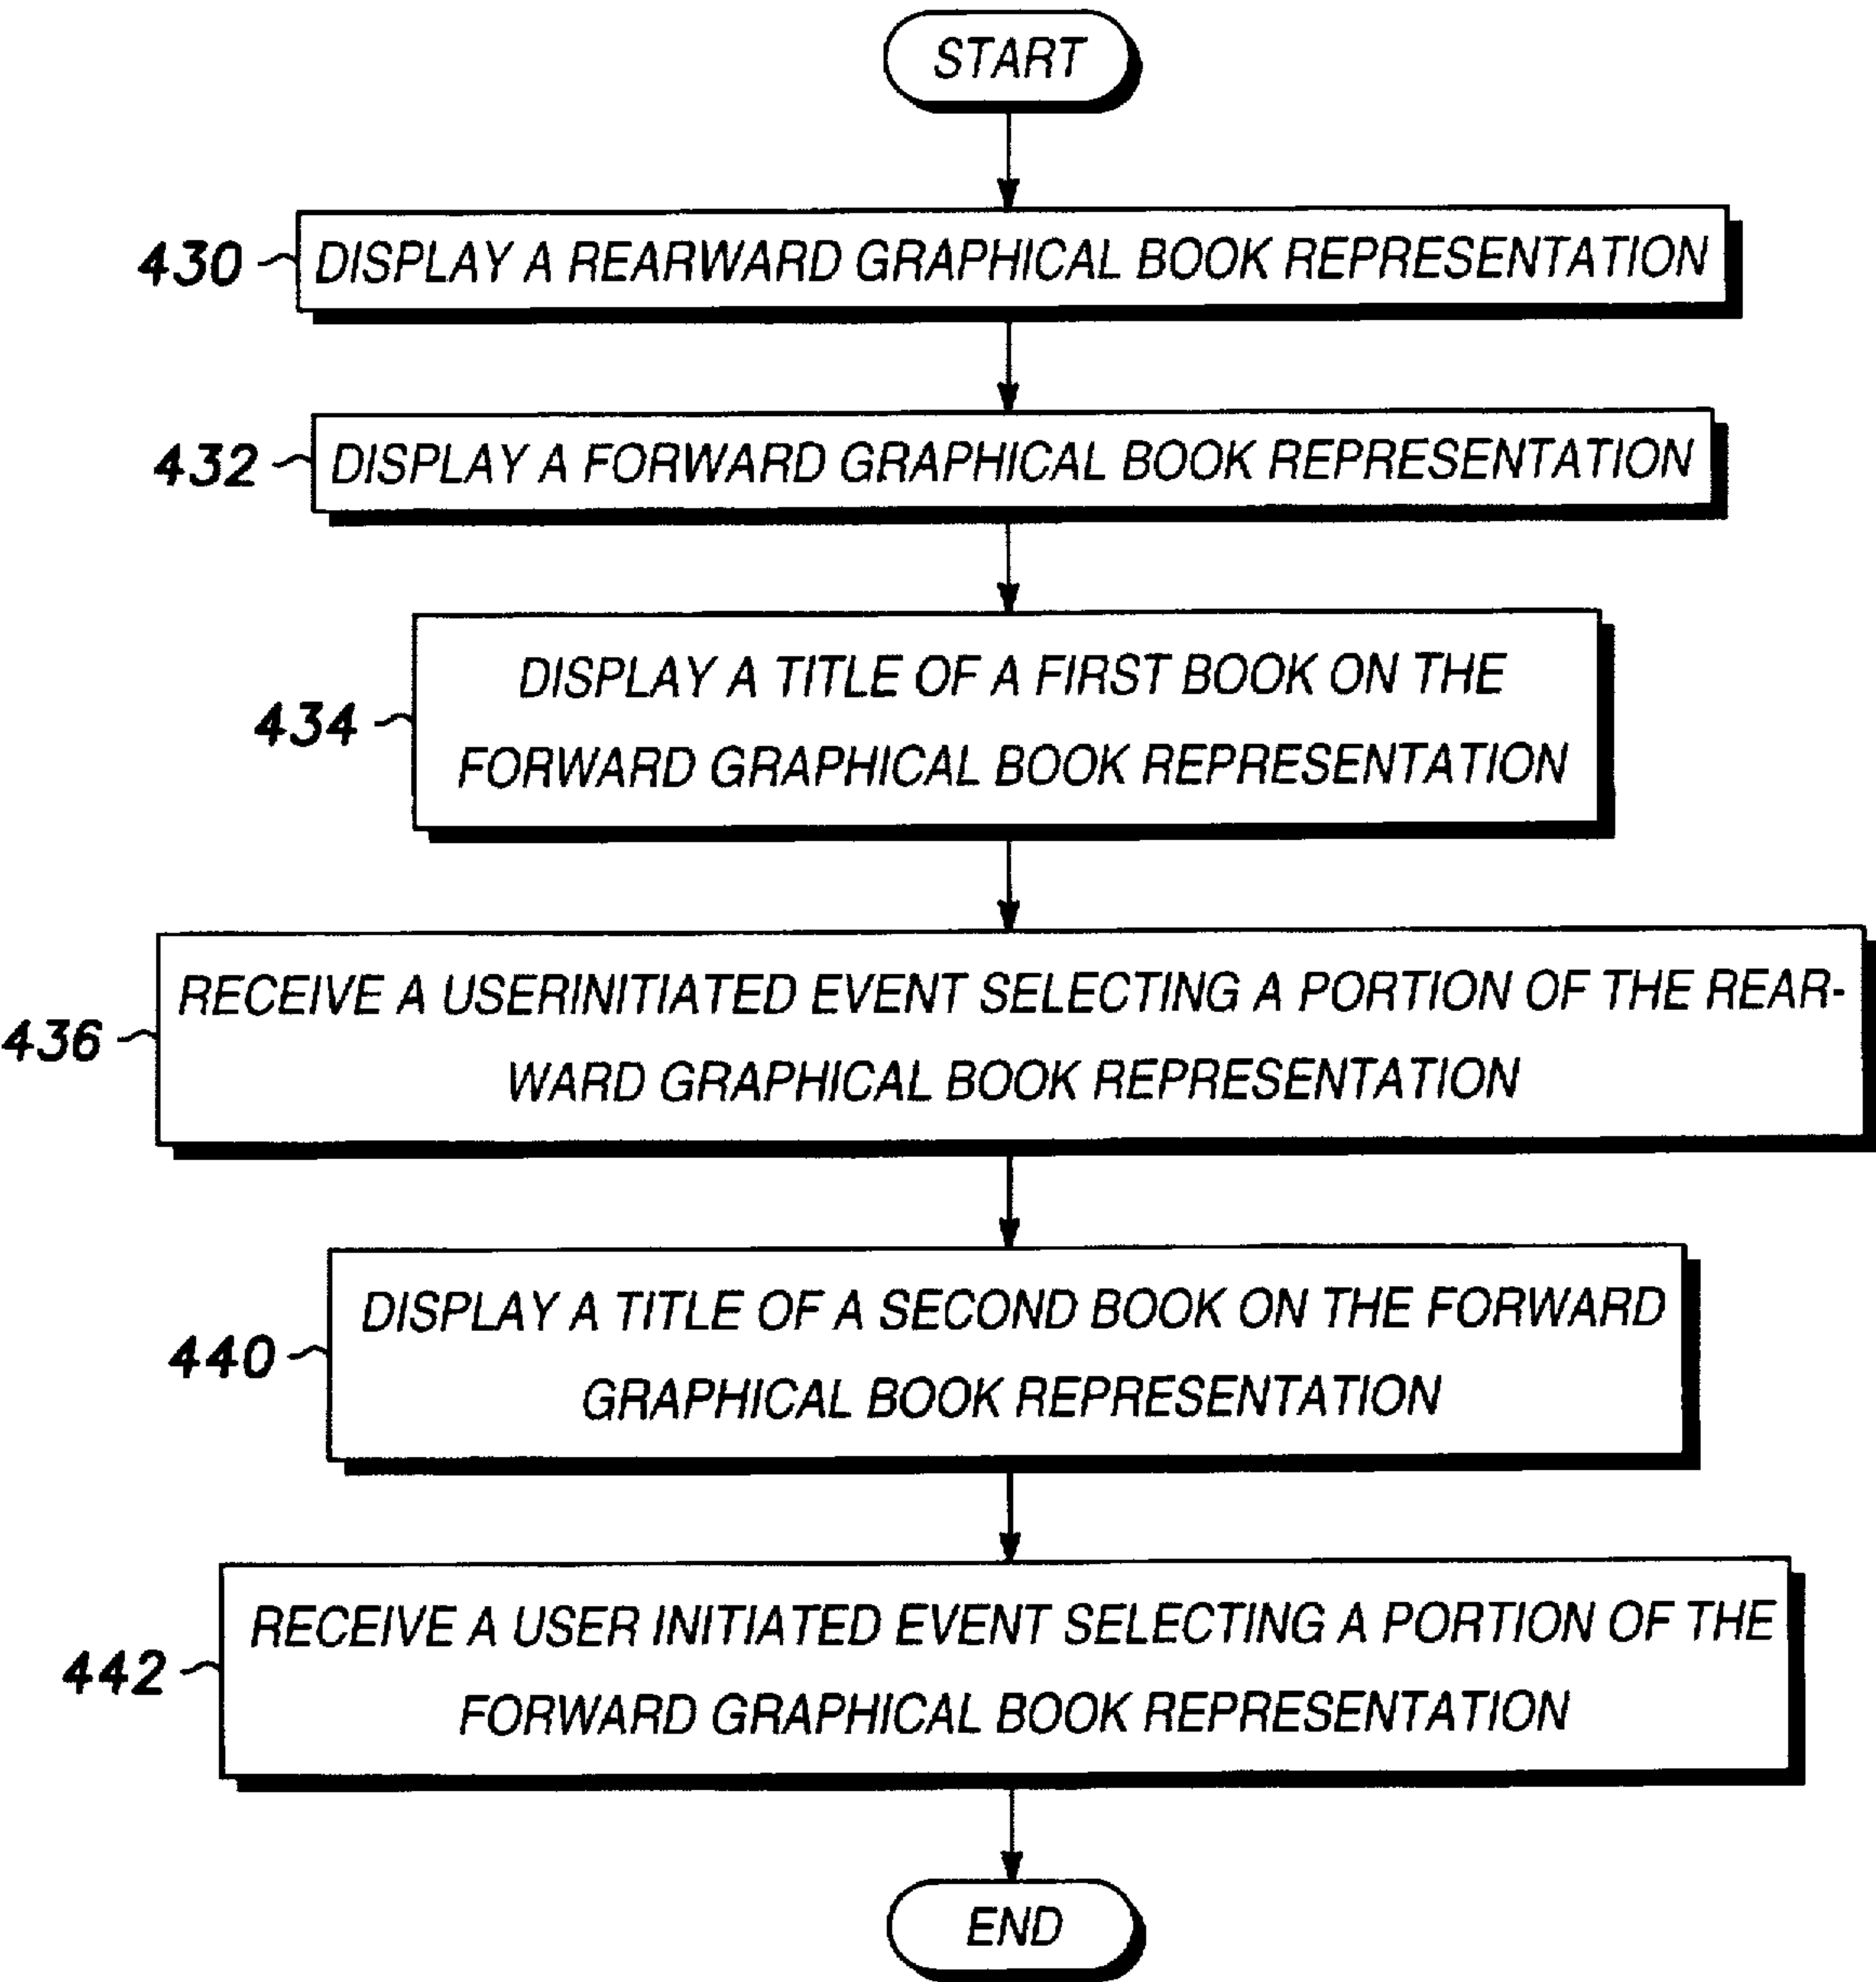 START
430 DISPLAY A REARWARD GRAPHICAL BOOK REPRESENTATION
432 DISPLAY A FORWARD GRAPHICAL BOOK REPRESENTATION
DISPLAY A TITLE OF A FIRST BOOK ON THE
434
FORWARD GRAPHICAL BOOK REPRESENTATION
RECEIVE A USERINITIATED EVENT SELECTING A PORTION OF THE REAR-
436
WARD GRAPHICAL BOOK REPRESENTATION
DISPLAY A TITLE OF A SECOND BOOK ON THE FORWARD
440
GRAPHICAL BOOK REPRESENTATION
RECEIVE A USER INITIATED EVENT SELECTING A PORTION OF THE
442
FORWARD GRAPHICAL BOOK REPRESENTATION
END